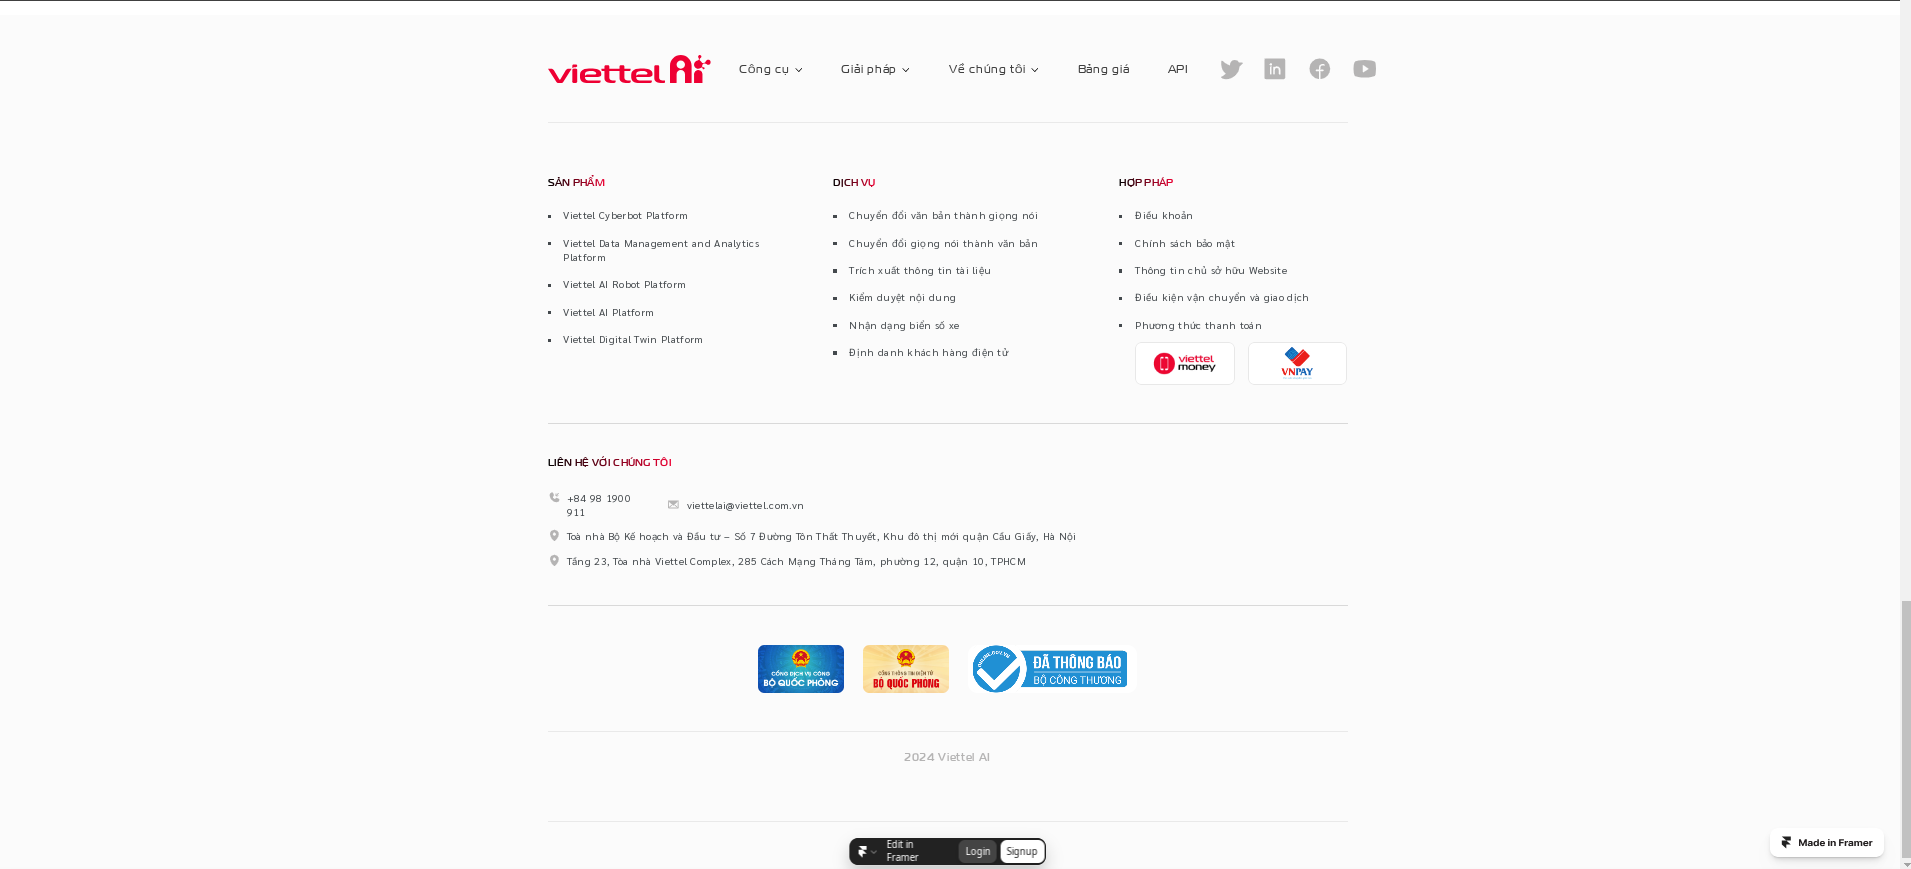 viettel Ai
Công cụ
Giải pháp
Về chúng tôi
Bảng giá
API
SẢN PHẨM
Viettel Cyberbot Platform
Viettel Data Management and Analytics
Platform
Viettel AI Robot Platform
Viettel AI Platform
Viettel Digital Twin Platform
DỊCH VỤ
Chuyển đổi văn bản thành giọng nói
Chuyển đổi giọng nói thành văn bản
Trích xuất thông tin tài liệu
Kiểm duyệt nội dung
Nhận dạng biển số xe
Định danh khách hàng điện tử
HỢP PHÁP
Điều khoản
Chính sách bảo mật
Thông tin chủ sở hữu Website
Điều kiện vận chuyển và giao dịch
Phương thức thanh toán
viettel
money
VNPAY
LIÊN HỆ VỚI CHÚNG TÔI
+84 98 1900
911
viettelai@viettel.com.vn
Toà nhà Bộ Kế hoạch và Đầu tư – Số 7 Đường Tôn Thất Thuyết, Khu đô thị mới quận Cầu Giấy, Hà Nội
Tầng 23, Tòa nhà Viettel Complex, 285 Cách Mạng Tháng Tám, phường 12, quận 10, TPHCM
CỔNG DỊCH VỤ CÔNG
BỘ QUỐC PHÒNG
CỔNG THÔNG TIN ĐIỆN TỬ
BỘ QUỐC PHÒNG
ONLINE.GOV.VN
ĐÃ THÔNG BÁO
BỘ CÔNG THƯƠNG
2024 Viettel AI
Edit in
Framer
Login
Signup
Made in Framer